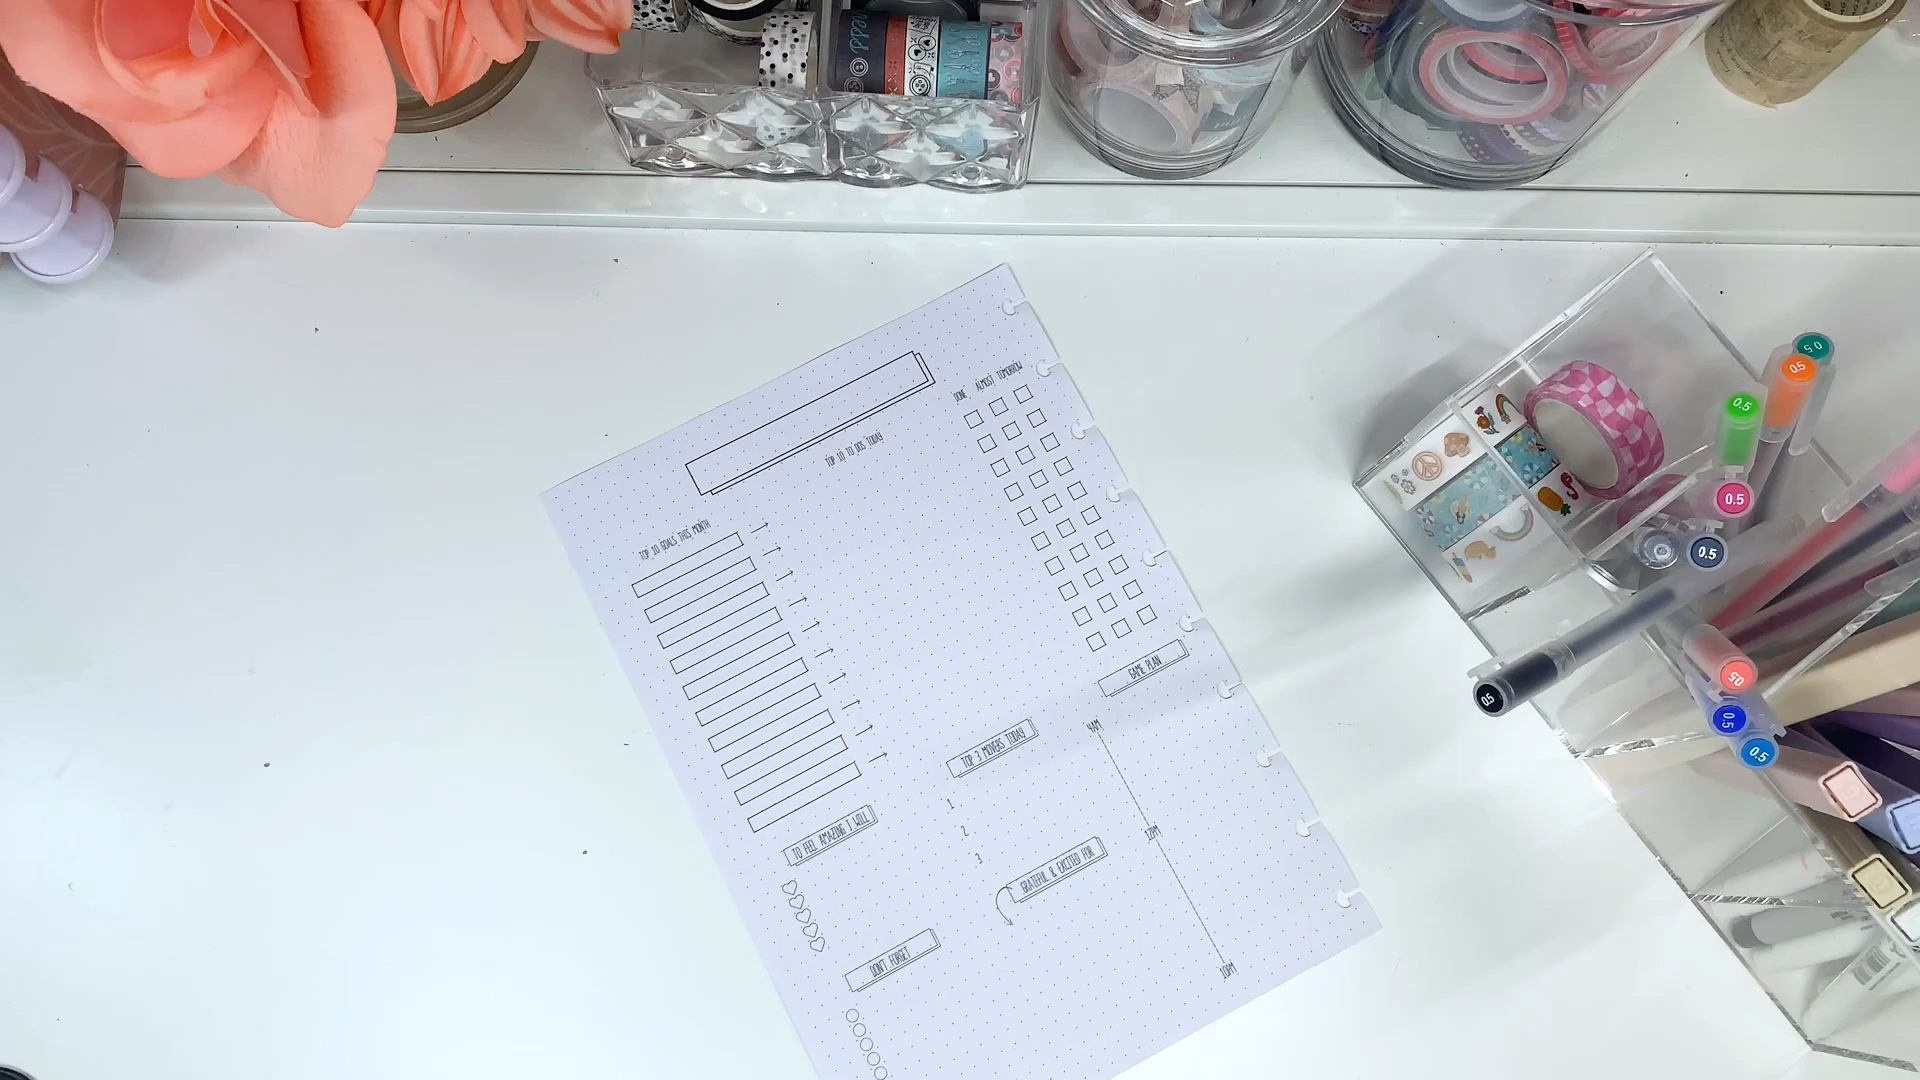 DONE ALMOST TOMORROW
TOP 10 TO DOS TODAY
TOP 10 GOALS THIS MONTH
GAME PLAN
4AM
12PM
10PM
TOP 3 MOVERS TODAY
1
2
3
GRATEFUL & EXCITED FOR
TO FEEL AMAZING I WILL
DON'T FORGET
0.5
0.5
0.5
0.5
0.5
0.5
0.5
0.5
0.5